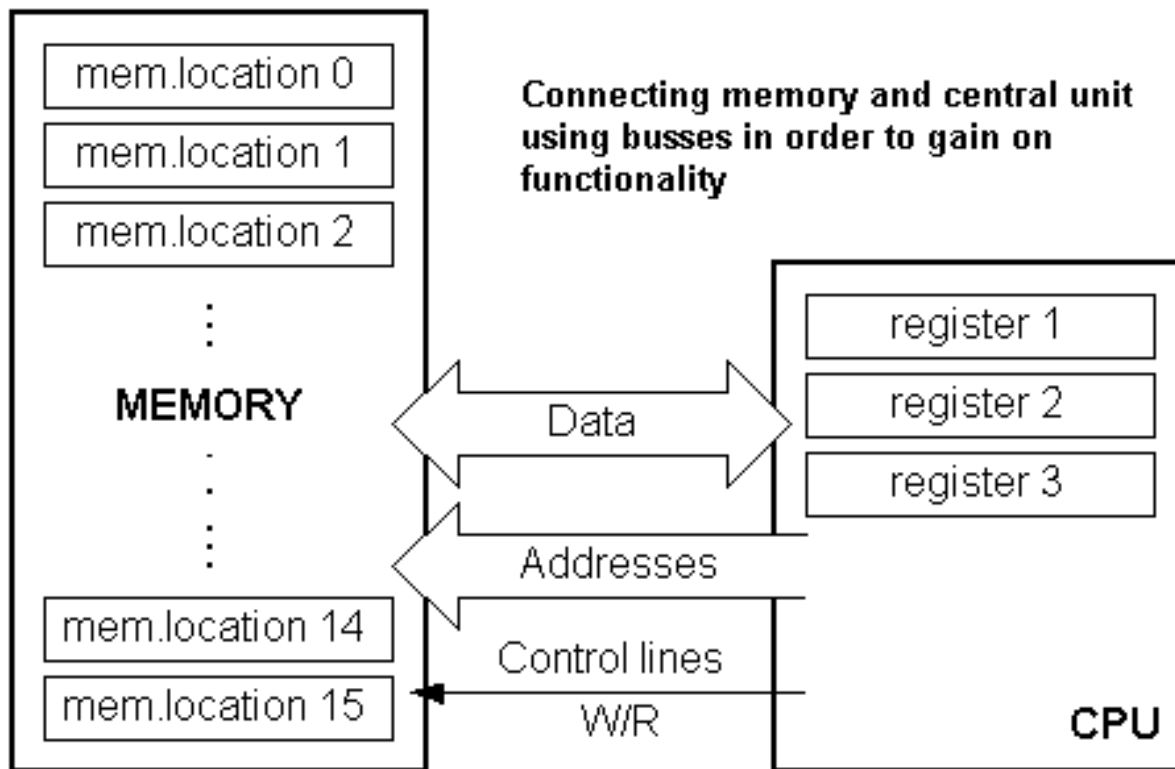 mem.location 0
mem.location 1
mem.location 2
MEMORY
mem.location 14
mem.location 15
Connecting memory and central unit
using busses in order to gain on
functionality
Data
Addresses
Control lines
W/R
register 1
register 2
register 3
CPU